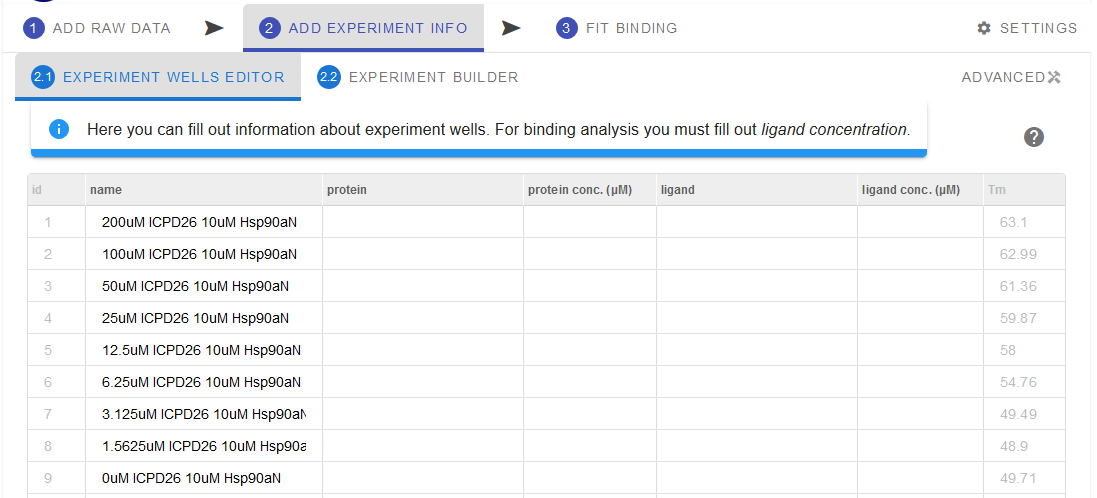 1 ADD RAW DATA 2 ADD EXPERIMENT INFO 3 FIT BINDING SETTINGS
2.1 EXPERIMENT WELLS EDITOR 2.2 EXPERIMENT BUILDER ADVANCED
Here you can fill out information about experiment wells. For binding analysis you must fill out ligand concentration.
?
id name protein protein conc. (μM) ligand ligand conc. (μM) Tm
1 200uM ICPD26 10uM Hsp90aN 63.1
2 100uM ICPD26 10uM Hsp90aN 62.99
3 50uM ICPD26 10uM Hsp90aN 61.36
4 25uM ICPD26 10uM Hsp90aN 59.87
5 12.5uM ICPD26 10uM Hsp90aN 58
6 6.25uM ICPD26 10uM Hsp90aN 54.76
7 3.125uM ICPD26 10uM Hsp90aN 49.49
8 1.5625uM ICPD26 10uM Hsp90a 48.9
9 0uM ICPD26 10uM Hsp90aN 49.71